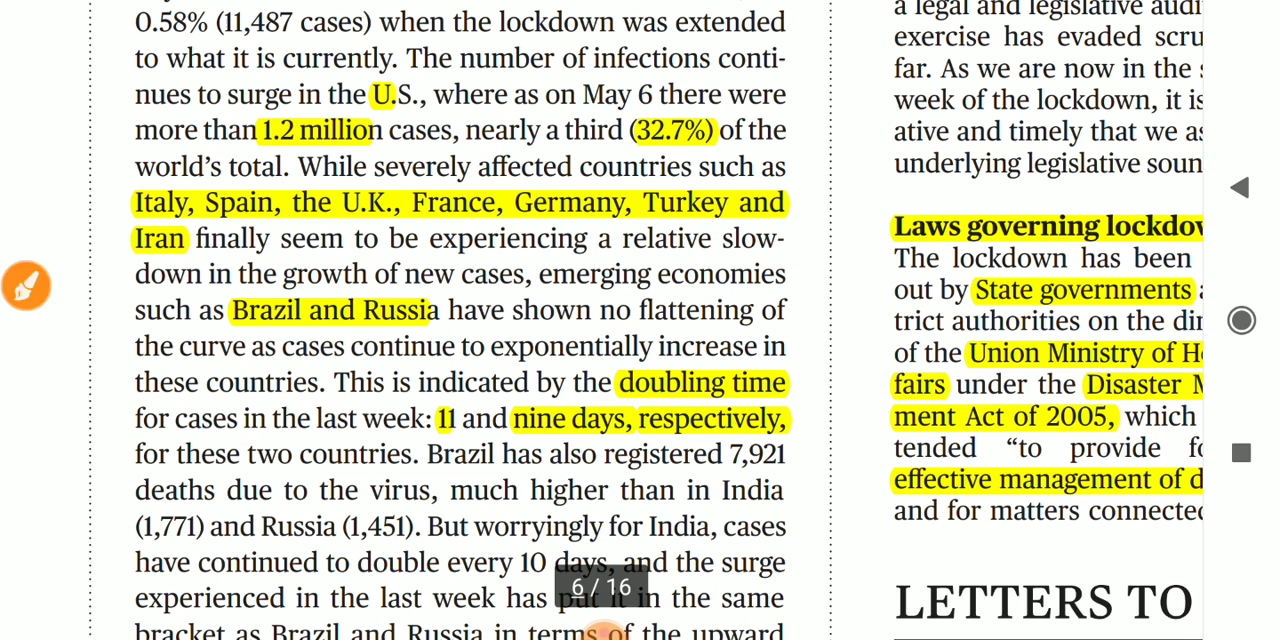 0.58% (11,487 cases) when the lockdown was extended
to what it is currently. The number of infections conti-
nues to surge in the U.S., where as on May 6 there were
more than 1.2 million cases, nearly a third (32.7%) of the
world's total. While severely affected countries such as
Italy, Spain, the U.K., France, Germany, Turkey and
Iran finally seem to be experiencing a relative slow-
down in the growth of new cases, emerging economies
such as Brazil and Russia have shown no flattening of
the curve as cases continue to exponentially increase in
these countries. This is indicated by the doubling time
for cases in the last week: 11 and nine days, respectively,
for these two countries. Brazil has also registered 7,921
deaths due to the virus, much higher than in India
(1,771) and Russia (1,451). But worryingly for India, cases
have continued to double every 10 days, and the surge
experienced in the last week has put it in the same
bracket as Brazil and Russia in terms of the upward
6 / 16
a legal and legislative audi
exercise has evaded scru
far. As we are now in the s
week of the lockdown, it is
ative and timely that we as
underlying legislative soun
Laws governing lockdow
The lockdown has been
out by State governments a
trict authorities on the dir
of the Union Ministry of H
fairs under the Disaster M
ment Act of 2005, which
tended "to provide fo
effective management of d
and for matters connected
LETTERS TO